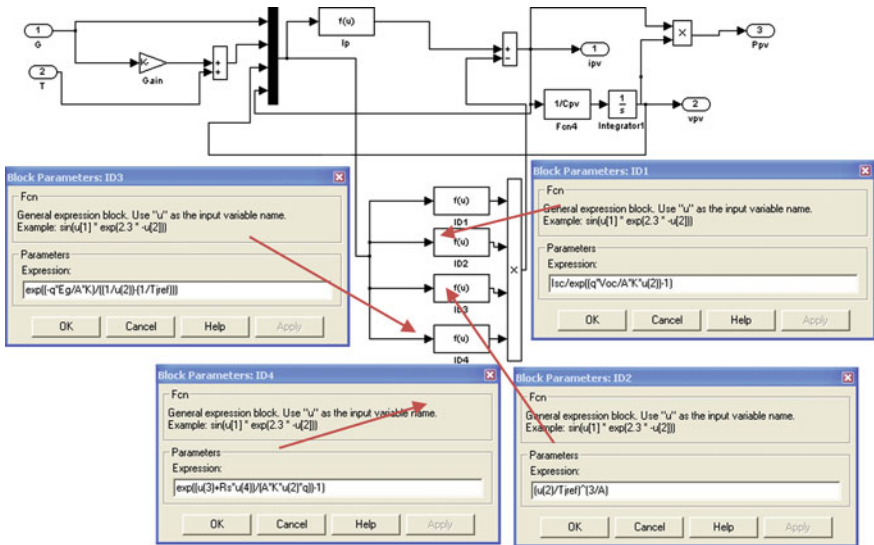 1
G
2
T
K-
Gain
+
+
f(u)
Ip
+
-
1
ipv
×
3
Ppv
1/Cpv
Fcn4
1
s
Integrator1
2
vpv
f(u)
ID1
f(u)
ID2
f(u)
ID3
f(u)
ID4
×
Block Parameters: ID3
Fcn
General expression block. Use "u" as the input variable name.
Example: sin(u[1] * exp(2.3 * -u[2]))
Parameters
Expression:
exp((-q*Eg/A*K)/((1/u(2))-(1/Tjref)))
OK Cancel Help Apply
Block Parameters: ID1
Fcn
General expression block. Use "u" as the input variable name.
Example: sin(u[1] * exp(2.3 * -u[2]))
Parameters
Expression:
Isc/exp((q*Voc/A*K*u(2))-1)
OK Cancel Help Apply
Block Parameters: ID4
Fcn
General expression block. Use "u" as the input variable name.
Example: sin(u[1] * exp(2.3 * -u[2]))
Parameters
Expression:
exp((u(3)+Rs*u(4))/(A*K*u(2)*q))-1)
OK Cancel Help Apply
Block Parameters: ID2
Fcn
General expression block. Use "u" as the input variable name.
Example: sin(u[1] * exp(2.3 * -u[2]))
Parameters
Expression:
(u(2)/Tjref)^(3/A)
OK Cancel Help Apply